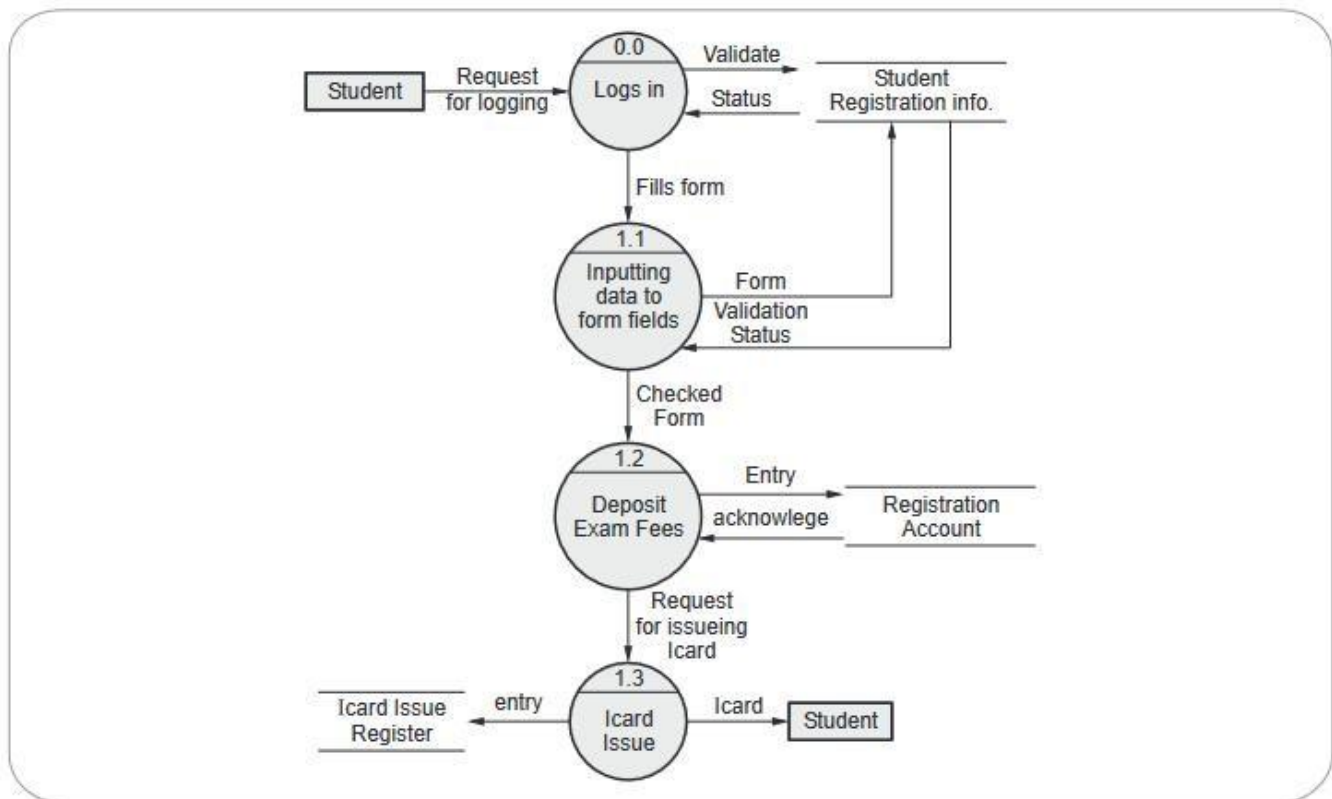 0.0
Logs in
Student
Request
for logging
Validate
Status
Student
Registration info.
Fills form
1.1
Inputting
data to
form fields
Form
Validation
Status
Checked
Form
1.2
Deposit
Exam Fees
Entry
acknowlege
Registration
Account
Request
for issueing
Icard
1.3
Icard
Issue
entry
Icard Issue
Register
Icard
Student